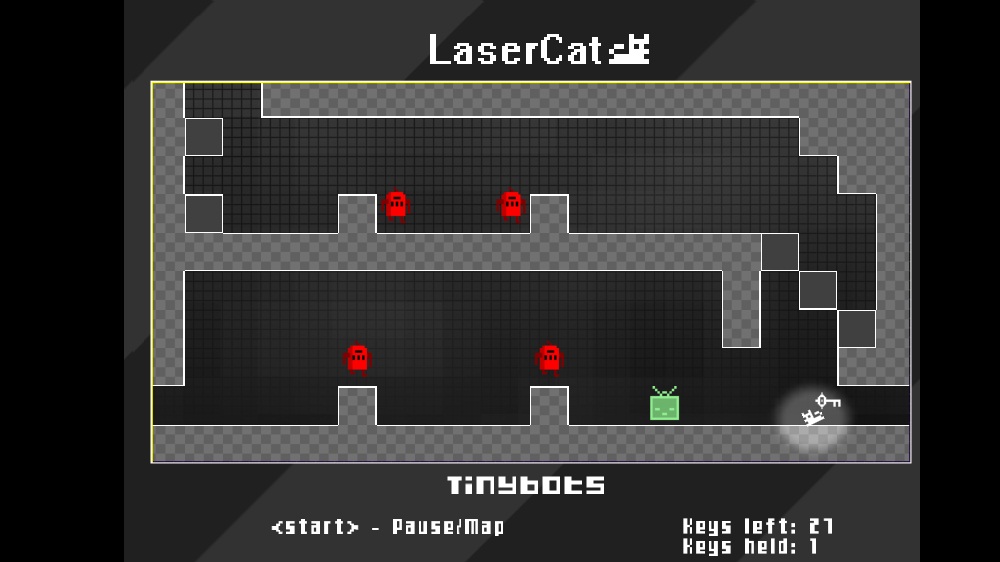 LaserCat
Tinybots
<start> - Pause/Map
Keys left: 27
Keys held: 1